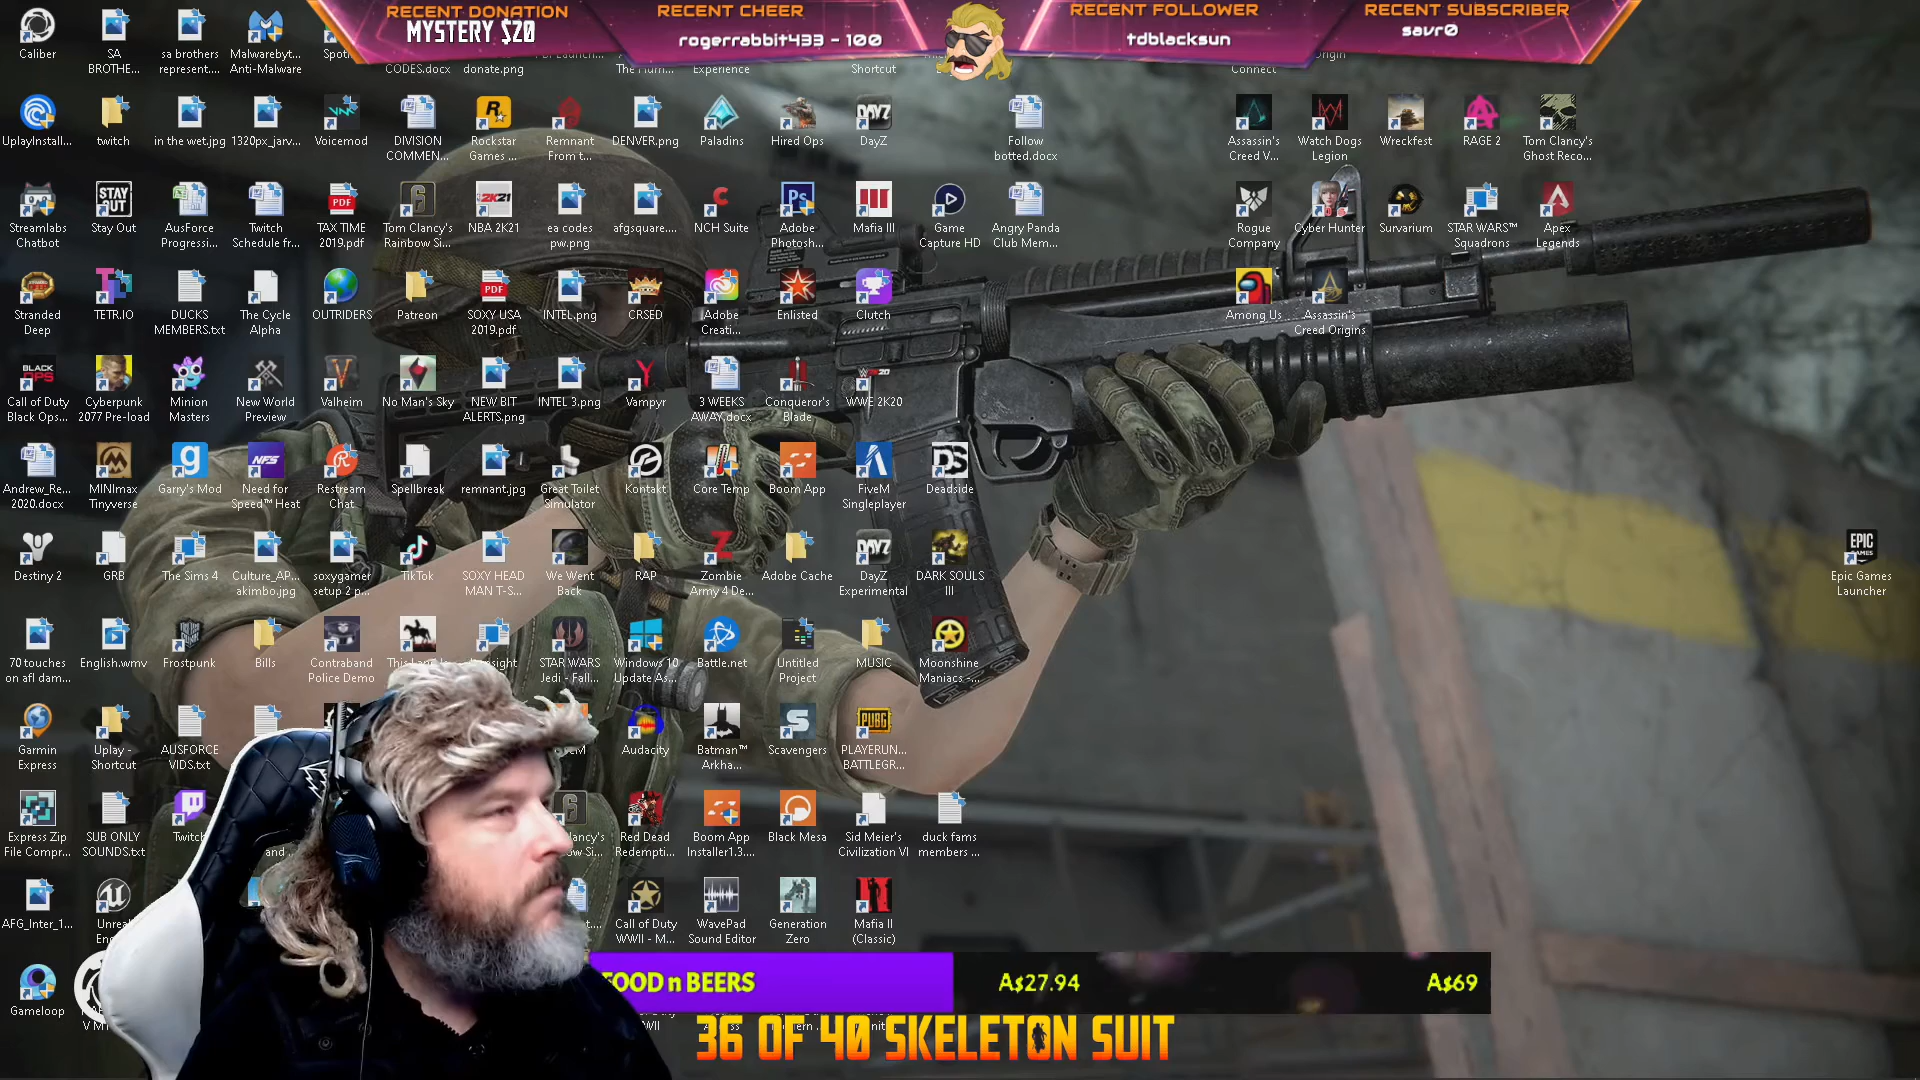 RECENT DONATION
MYSTERY $20
RECENT CHEER
rogerrabbit433 - 100
RECENT FOLLOWER
tdblacksun
RECENT SUBSCRIBER
savr0
Caliber
SA
BROTHE...
sa brothers
represent....
Malwarebyt...
Anti-Malware
CODES.docx
donate.png
Experience
Shortcut
Connect
UplayInstall...
twitch
in the wet.jpg
1320px_jarv...
Voicemod
DIVISION
COMMEN...
Rockstar
Games ...
Remnant
From t...
DENVER.png
Paladins
Hired Ops
DayZ
Follow
botted.docx
Assassin's
Creed V...
Watch Dogs
Legion
Wreckfest
RAGE 2
Tom Clancy's
Ghost Reco...
Streamlabs
Chatbot
Stay Out
AusForce
Progressi...
Twitch
Schedule fr...
TAX TIME
2019.pdf
Tom Clancy's
Rainbow Si...
NBA 2K21
ea codes
pw.png
afgsquare....
NCH Suite
Adobe
Photosh...
Mafia III
Game
Capture HD
Angry Panda
Club Mem...
Rogue
Company
Cyber Hunter
Survarium
STAR WARS™
Squadrons
Apex
Legends
Stranded
Deep
TETR.IO
DUCKS
MEMBERS.txt
The Cycle
Alpha
OUTRIDERS
Patreon
SOXY USA
2019.pdf
INTEL.png
CRSED
Adobe
Creati...
Enlisted
Clutch
Among Us
Assassin's
Creed Origins
Call of Duty
Black Ops...
Cyberpunk
2077 Pre-load
Minion
Masters
New World
Preview
Valheim
No Man's Sky
NEW BIT
ALERTS.png
INTEL 3.png
Vampyr
3 WEEKS
AWAY.docx
Conqueror's
Blade
WWE 2K20
Andrew_Re...
2020.docx
MINImax
Tinyverse
Garry's Mod
Need for
Speed™ Heat
Restream
Chat
Spellbreak
remnant.jpg
Great Toilet
Simulator
Kontakt
Core Temp
Boom App
FiveM
Singleplayer
Deadside
Destiny 2
GRB
The Sims 4
Culture_AP...
akimbo.jpg
soxygamer
setup 2 p...
TikTok
SOXY HEAD
MAN T-S...
We Went
Back
RAP
Zombie
Army 4 De...
Adobe Cache
DayZ
Experimental
DARK SOULS
III
Epic Games
Launcher
70 touches
on afl dam...
English.wmv
Frostpunk
Bills
Contraband
Police Demo
STAR WARS
Jedi - Fall...
Windows 10
Update As...
Battle.net
Untitled
Project
MUSIC
Moonshine
Maniacs -...
Garmin
Express
Uplay -
Shortcut
AUSFORCE
VIDS.txt
Audacity
Batman™
Arkha...
Scavengers
PLAYERUN...
BATTLEGR...
Express Zip
File Compr...
SUB ONLY
SOUNDS.txt
Twitch
Red Dead
Redempti...
Boom App
Installer1.3....
Black Mesa
Sid Meier's
Civilization VI
duck fams
members ...
AFG_Inter_1...
Call of Duty
WWII - M...
WavePad
Sound Editor
Generation
Zero
Mafia II
(Classic)
Gameloop
FOOD n BEERS
A$27.94
A$69
36 OF 40 SKELETON SUIT